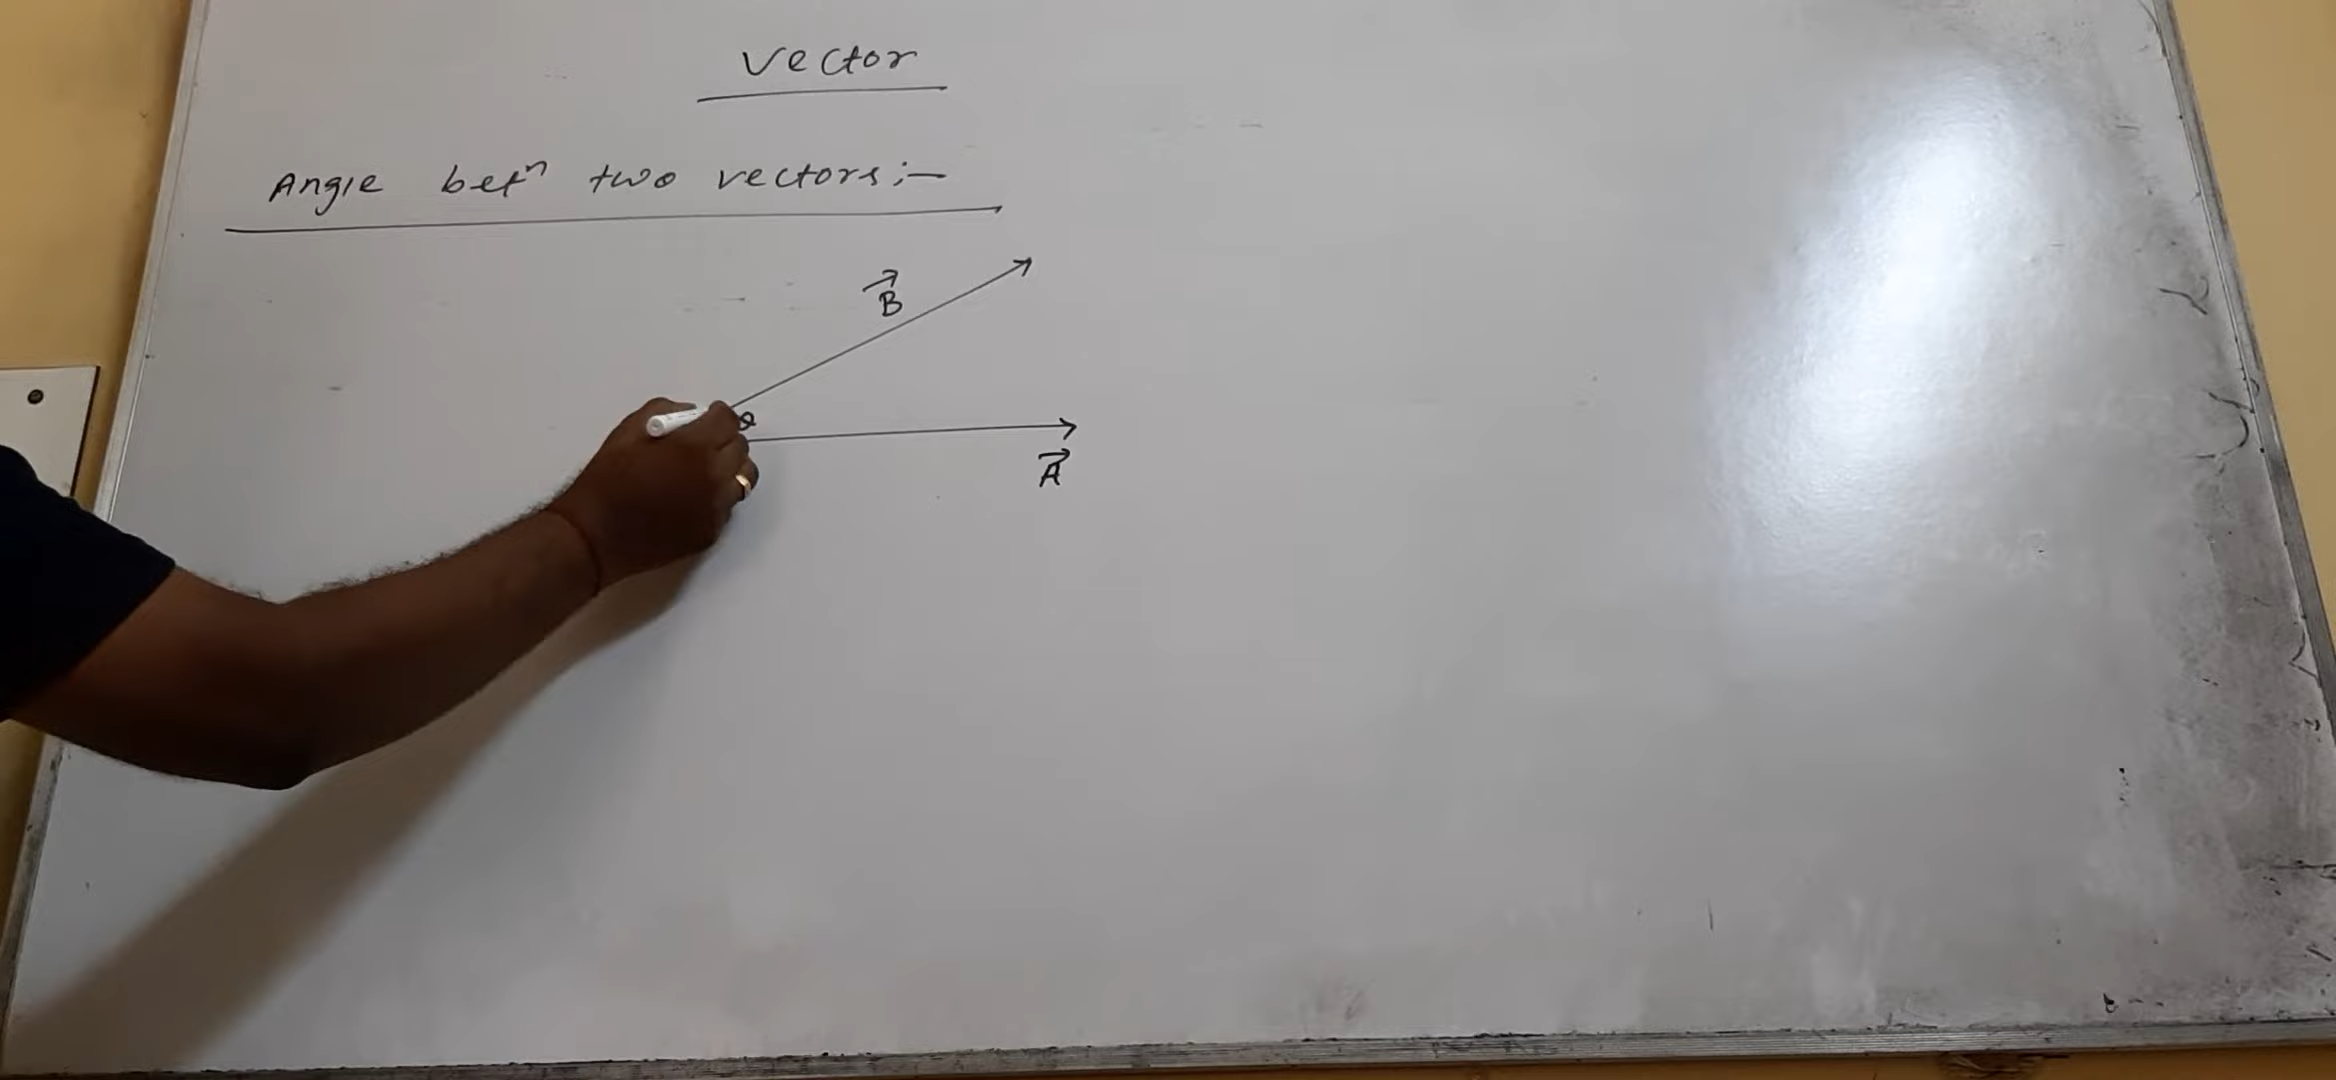 Vector
Angle betⁿ two vectors :-
B⃗
θ
A⃗